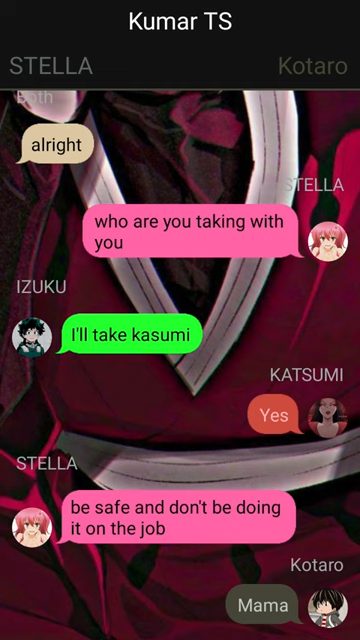 Kumar TS
STELLA Kotaro
Both
alright
STELLA
who are you taking with
you
IZUKU
I'll take kasumi
KATSUMI
Yes
STELLA
be safe and don't be doing
it on the job
Kotaro
Mama